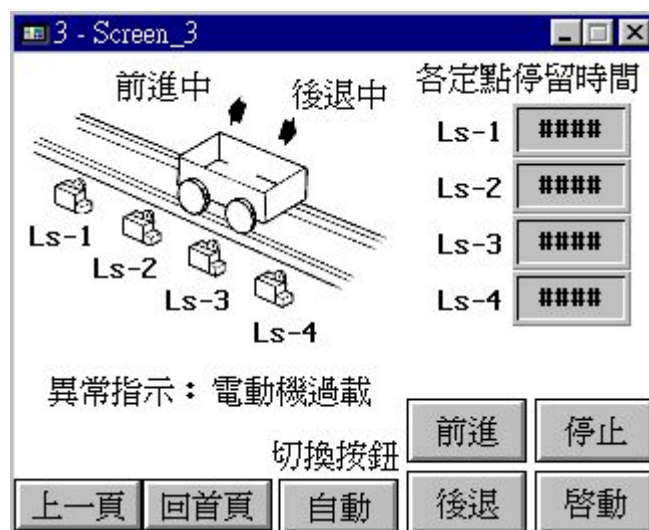 3 - Screen_3
前進中
後退中
各定點停留時間
Ls-1 ####
Ls-2 ####
Ls-3 ####
Ls-4 ####
Ls-1
Ls-2
Ls-3
Ls-4
異常指示：電動機過載
切換按鈕
前進 停止
上一頁 回首頁 自動 後退 啓動